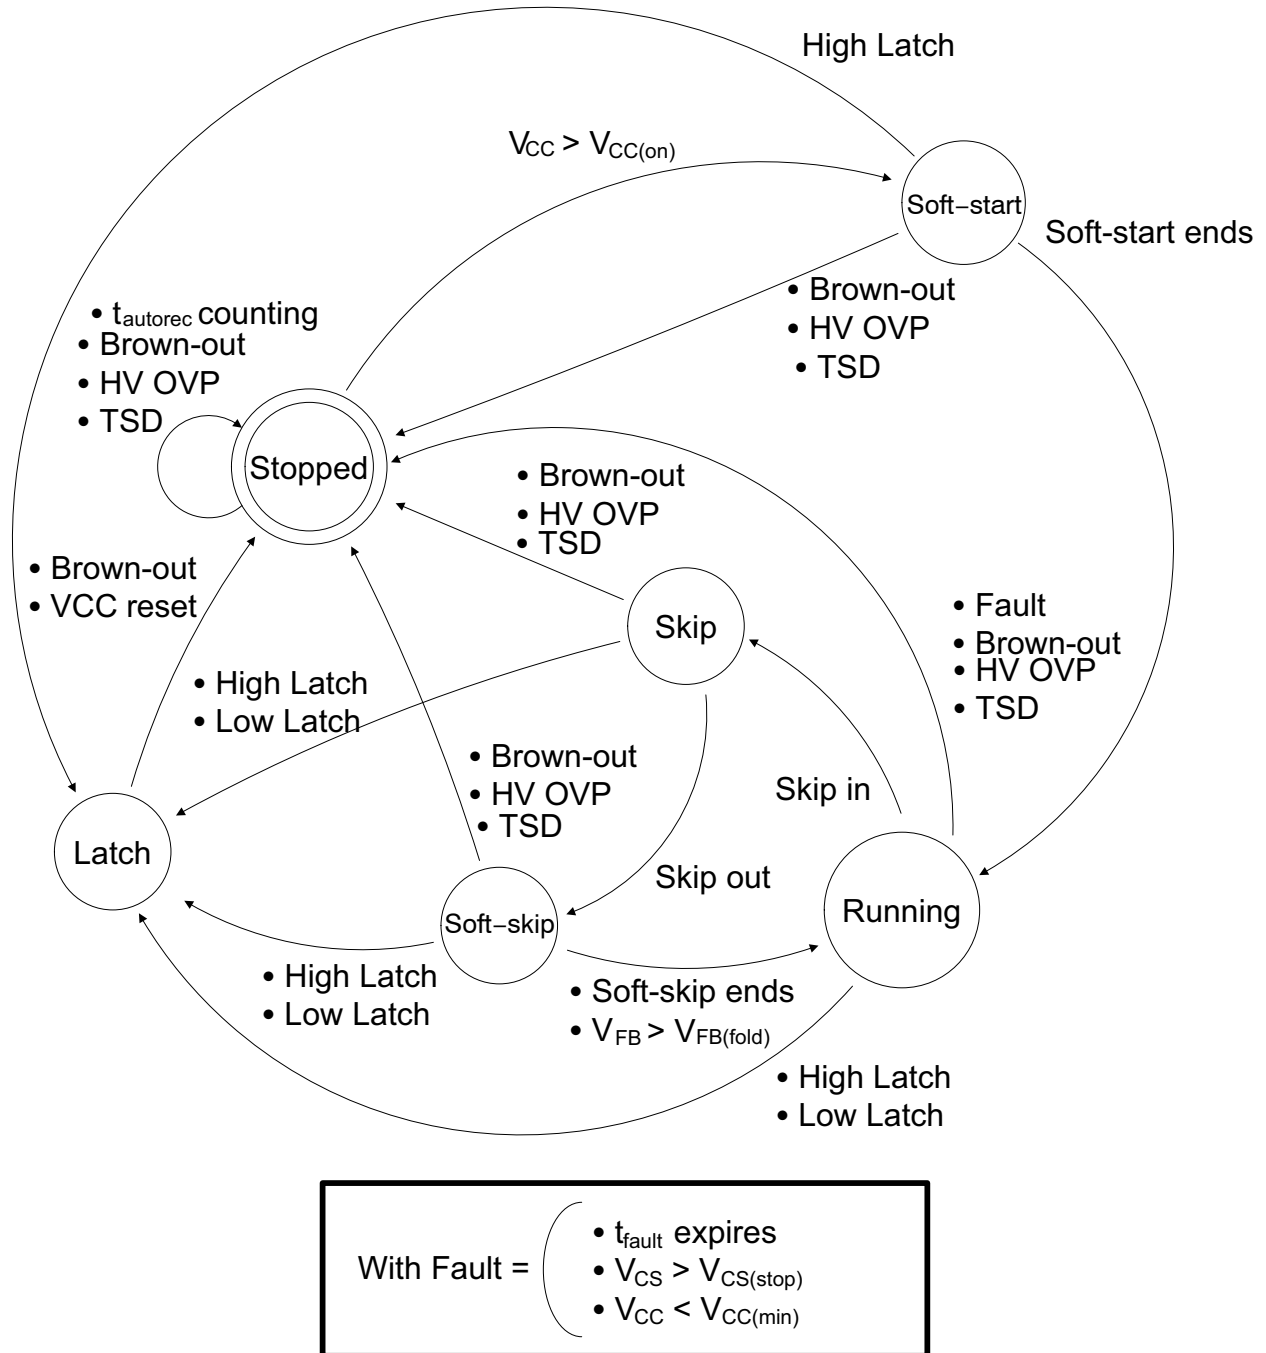 High Latch
VCC > VCC(on)
Soft−start
Soft-start ends
• Brown-out
• HV OVP
• TSD
• tautorec counting
• Brown-out
• HV OVP
• TSD
Stopped
• Brown-out
• HV OVP
• TSD
• Brown-out
• VCC reset
• Fault
• Brown-out
• HV OVP
• TSD
Skip
• High Latch
• Low Latch
• Brown-out
• HV OVP
• TSD
Skip in
Latch
Skip out
Running
Soft−skip
• High Latch
• Low Latch
• Soft-skip ends
• VFB > VFB(fold)
• High Latch
• Low Latch
With Fault =
• tfault expires
• VCS > VCS(stop)
• VCC < VCC(min)